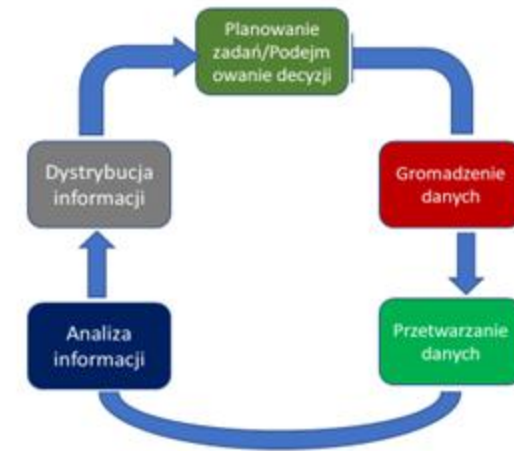 Planowanie
zadań/Podejm
owanie decyzji
Dystrybucja
informacji
Gromadzenie
danych
Analiza
informacji
Przetwarzanie
danych